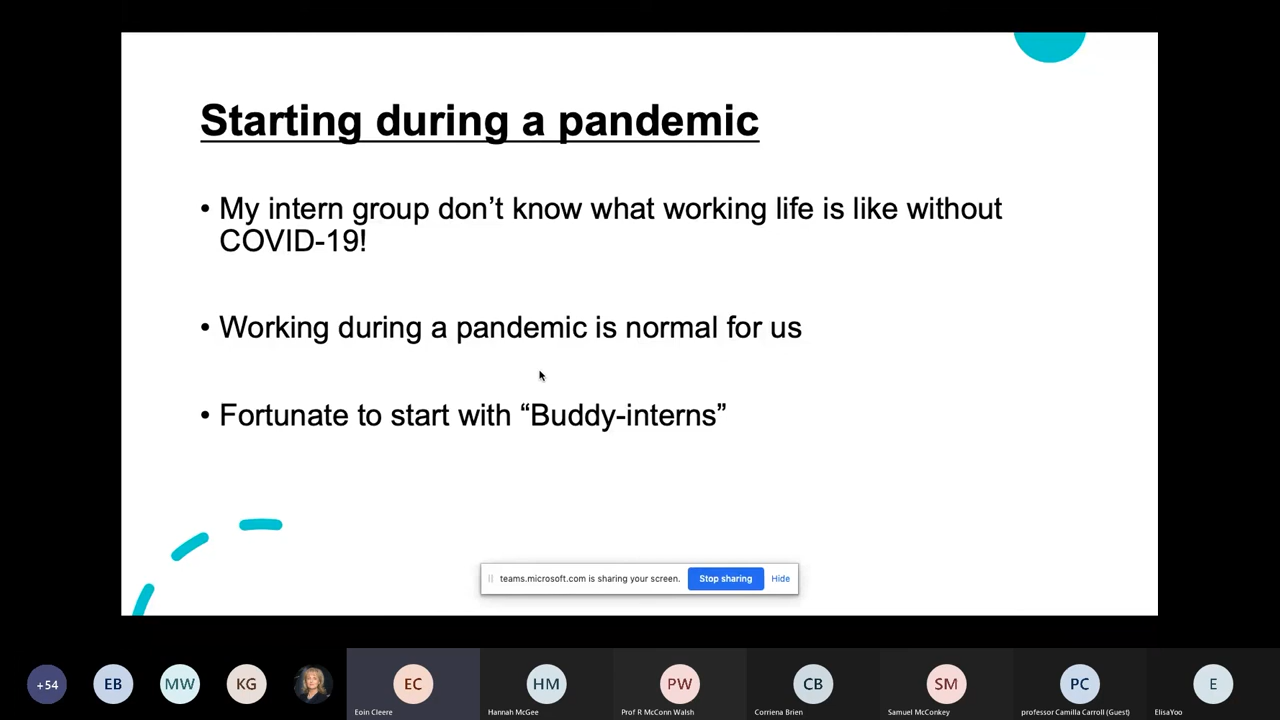 Starting during a pandemic
• My intern group don’t know what working life is like without
COVID-19!
• Working during a pandemic is normal for us
• Fortunate to start with “Buddy-interns”
teams.microsoft.com is sharing your screen. Stop sharing Hide
+54 EB MW KG EC HM PW CB SM PC E
Eoin Cleere Hannah McGee Prof R McConn Walsh Corriena Brien Samuel McConkey professor Camilla Carroll (Guest) ElisaYoo